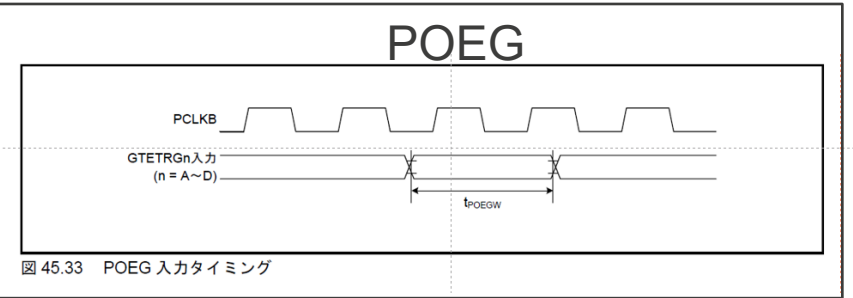 POEG
PCLKB
GTETRGn入力
(n = A～D)
tPOEGW
図 45.33 POEG 入力タイミング